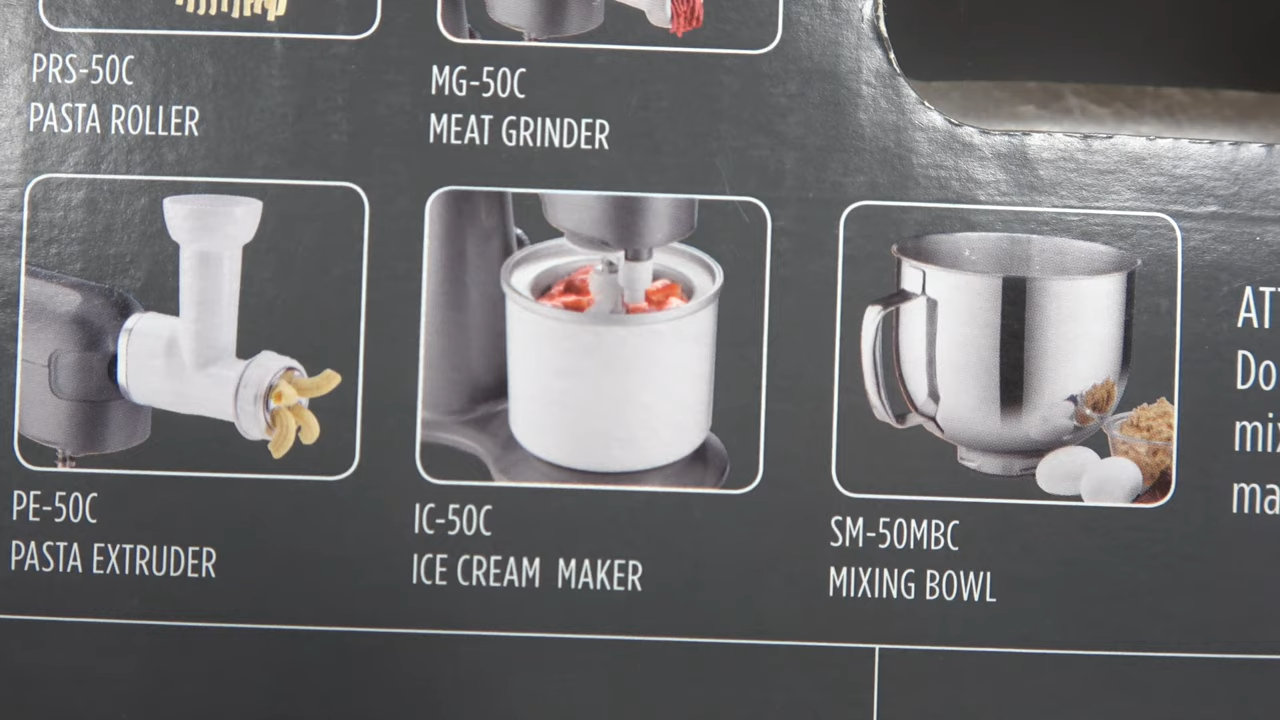 PRS-50C
PASTA ROLLER
MG-50C
MEAT GRINDER
PE-50C
PASTA EXTRUDER
IC-50C
ICE CREAM MAKER
SM-50MBC
MIXING BOWL
Do